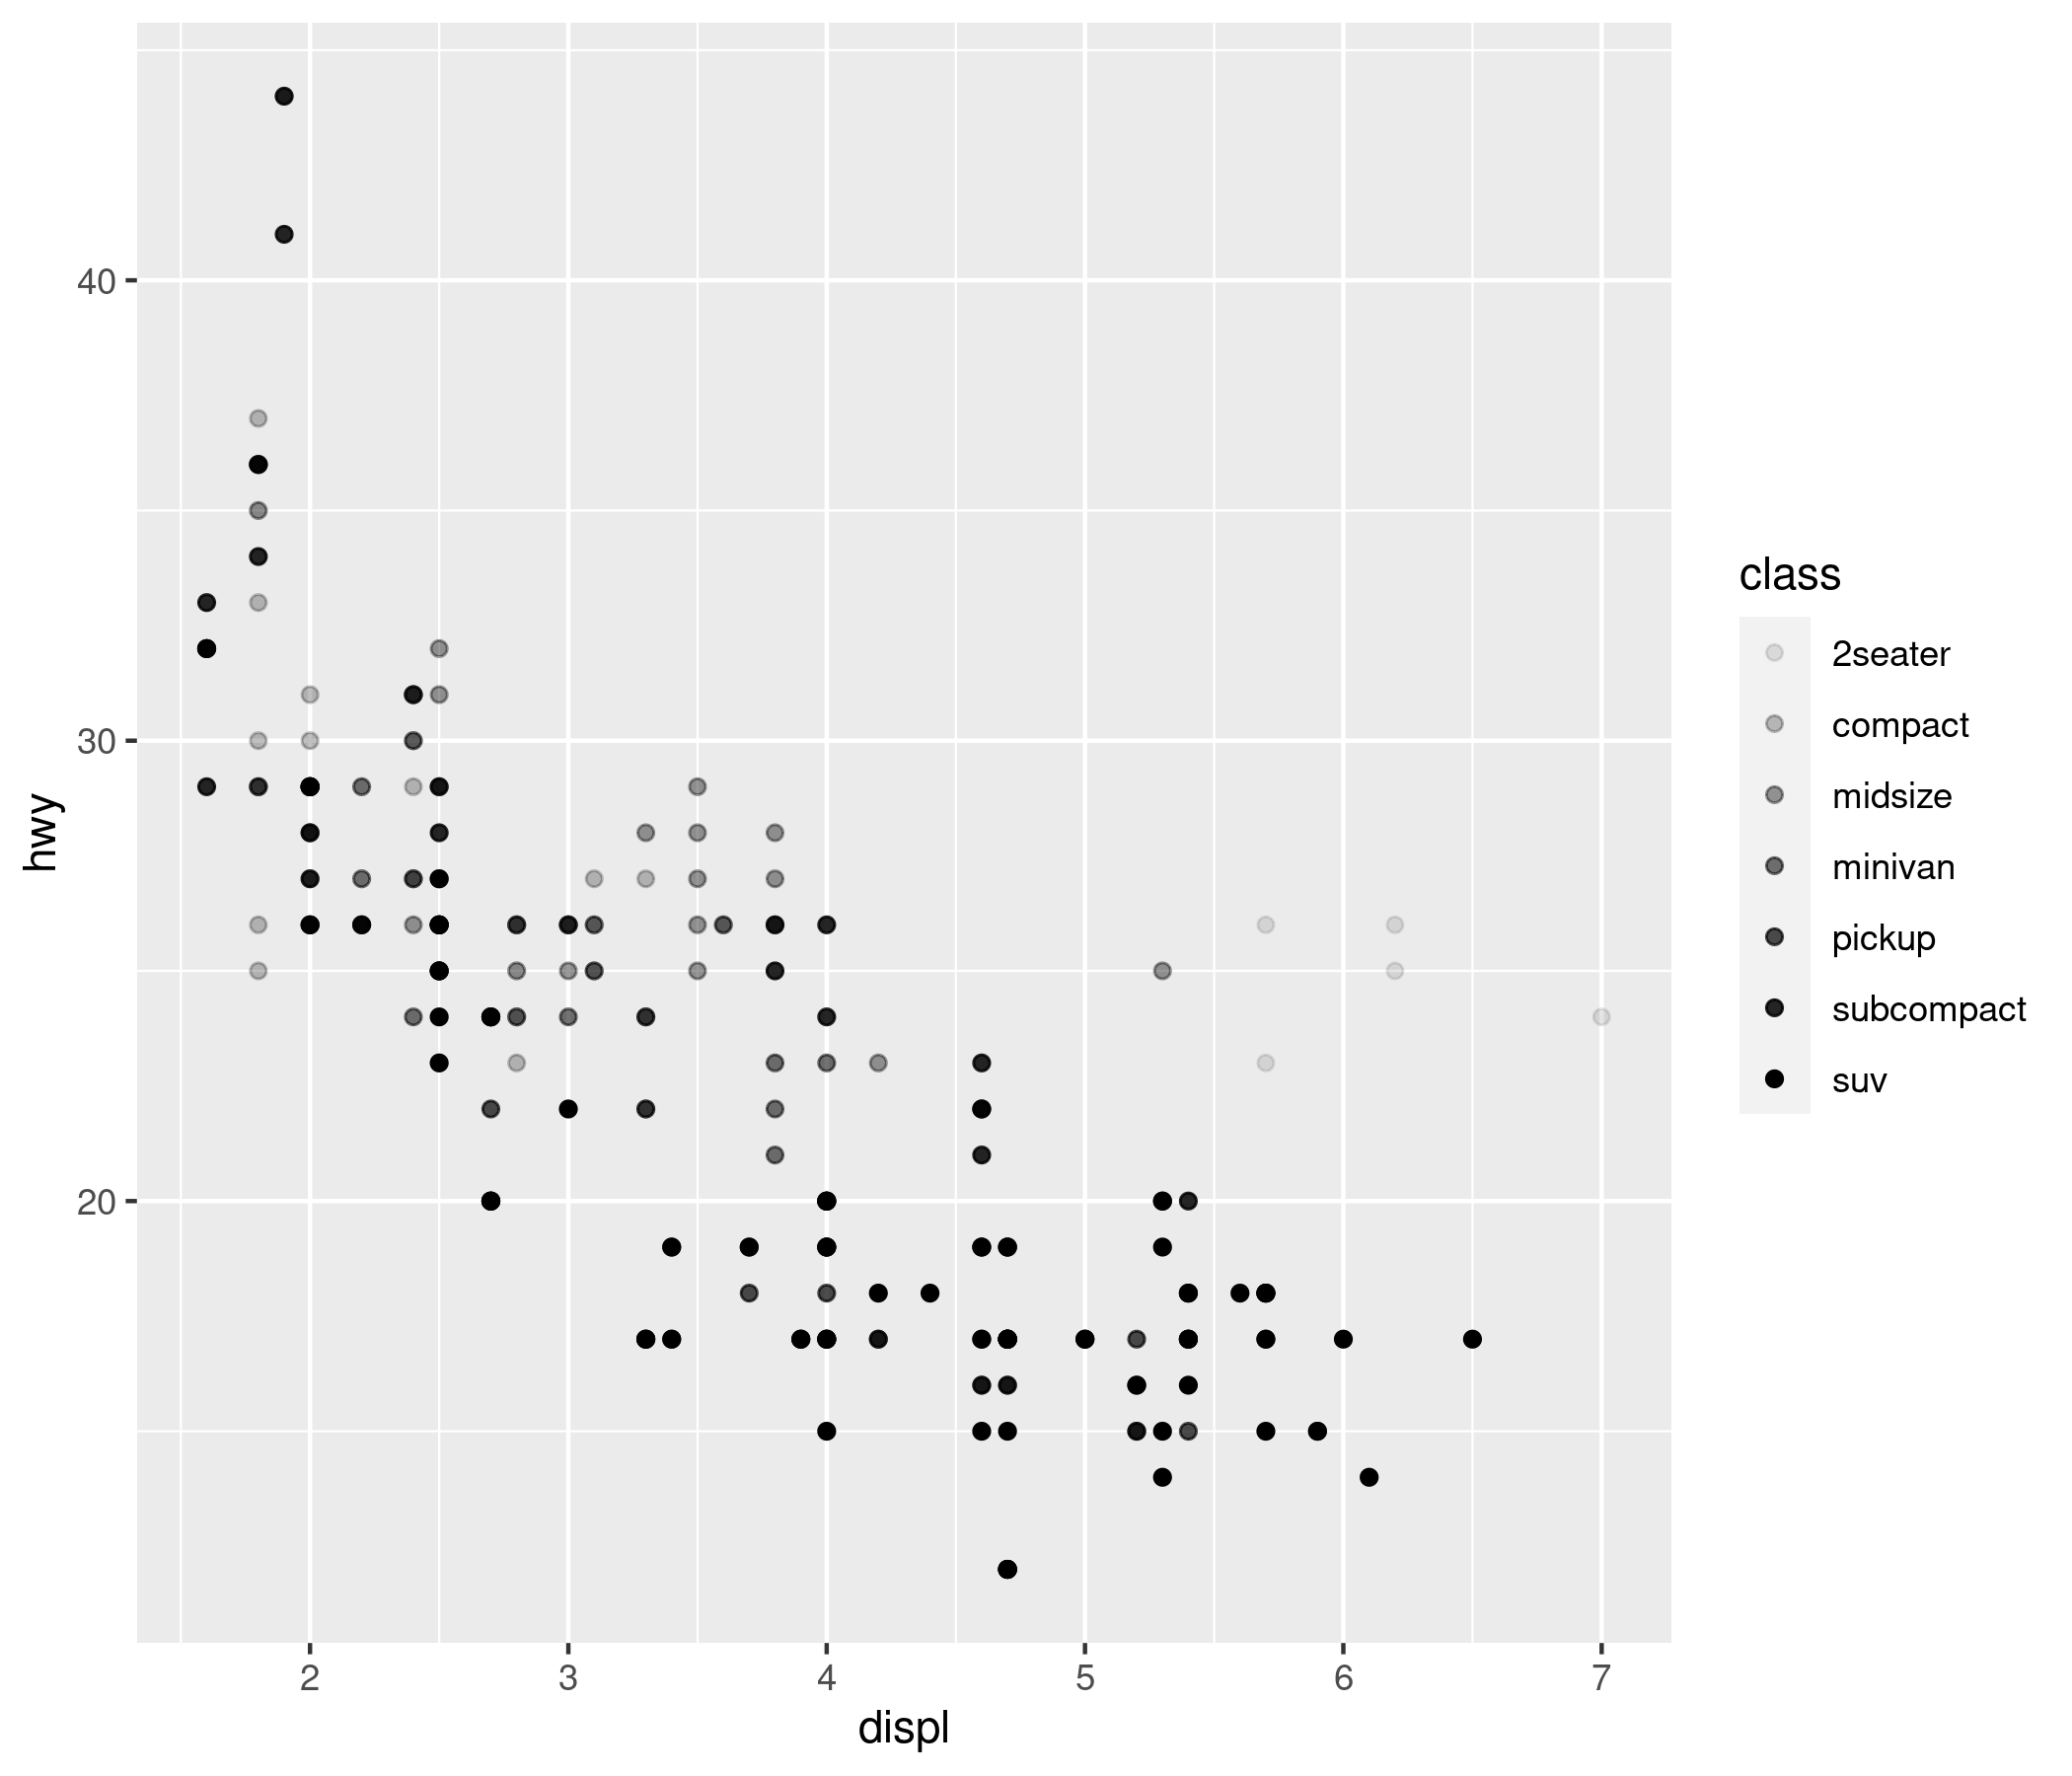 hwy
40
30
20
2 3 4 5 6 7
displ
class
2seater
compact
midsize
minivan
pickup
subcompact
suv